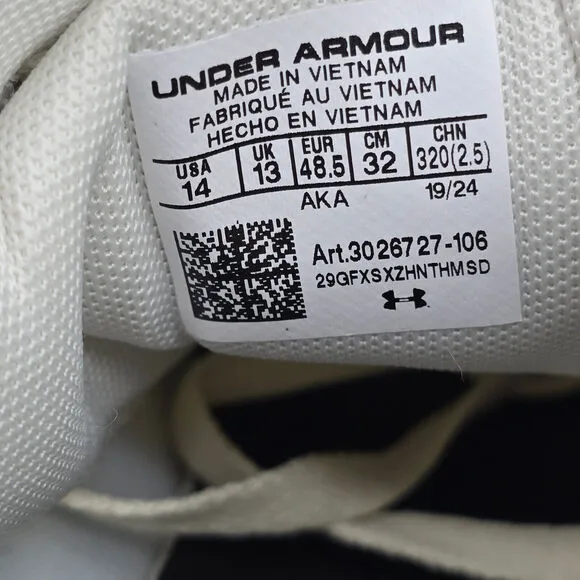 UNDER ARMOUR
MADE IN VIETNAM
FABRIQUÉ AU VIETNAM
HECHO EN VIETNAM
USA UK EUR CM CHN
14 13 48.5 32 320(2.5)
AKA 19/24
Art.3026727-106
29GFXSXZHNTHMSD